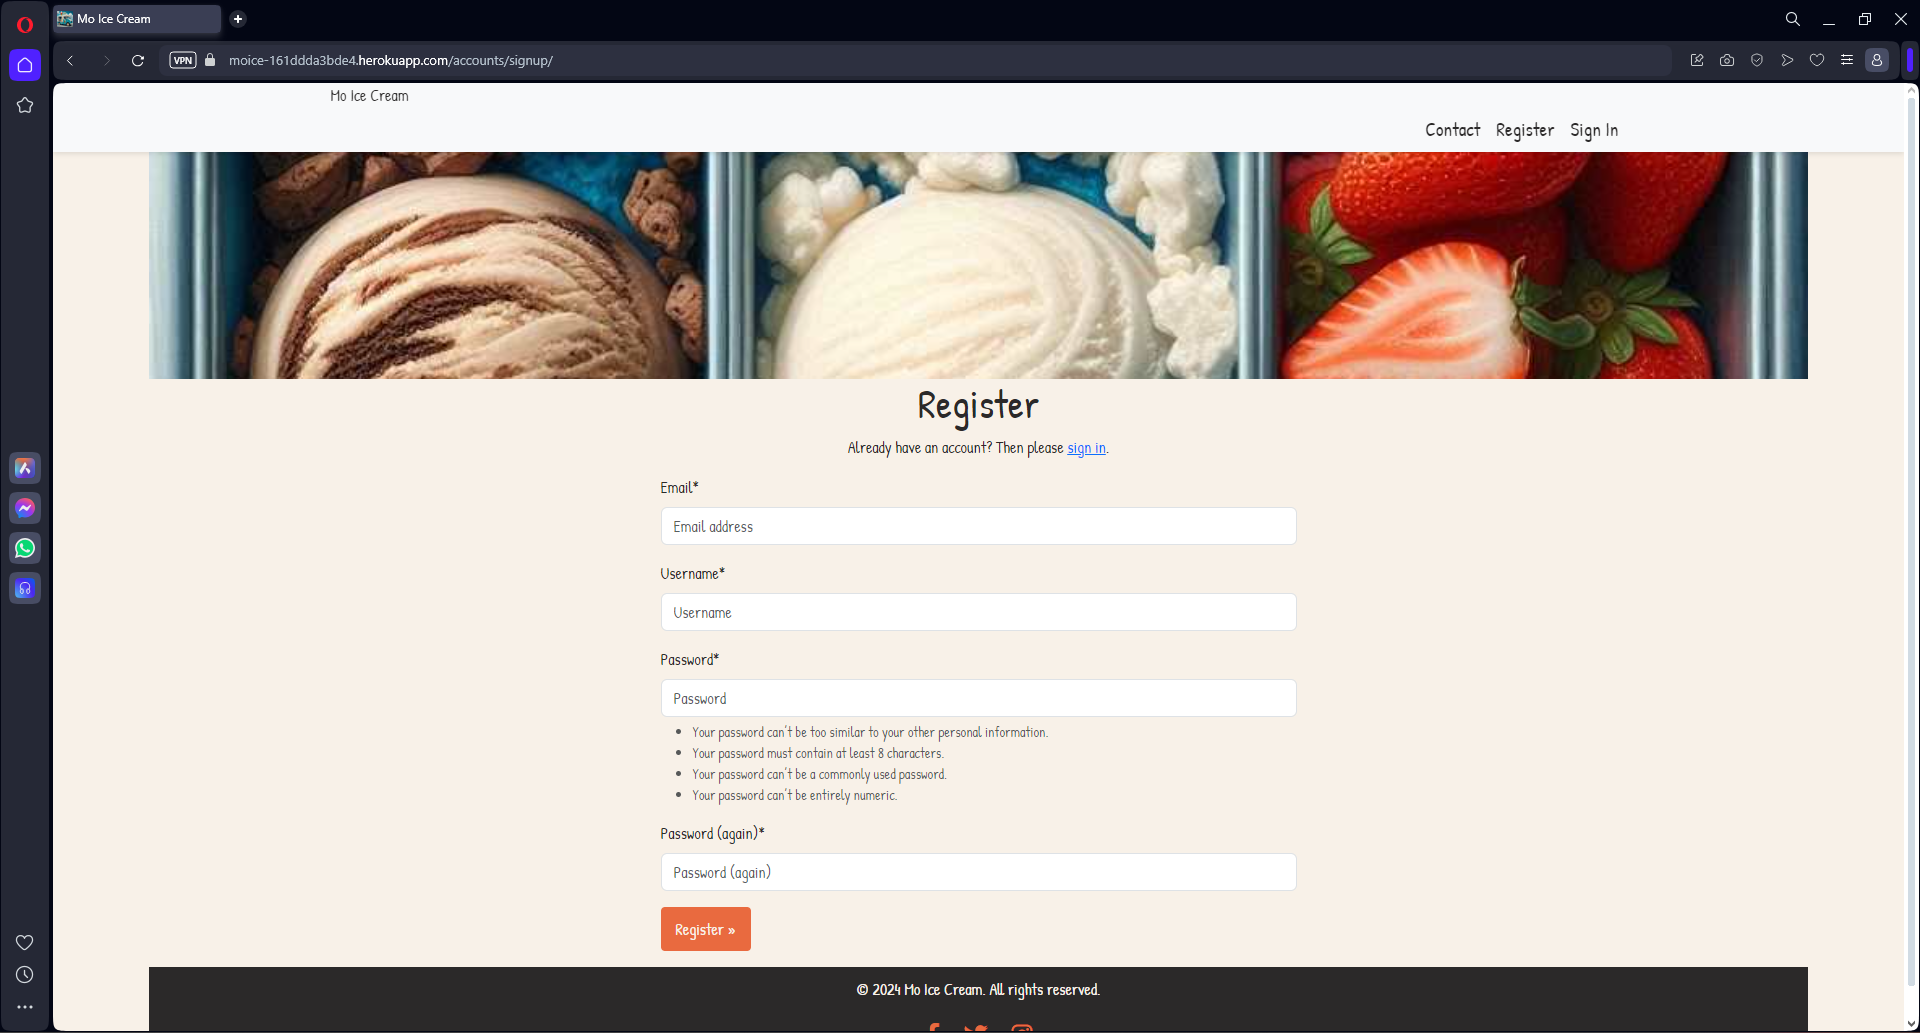 Mo Ice Cream
VPN
moice-161ddda3bde4.herokuapp.com/accounts/signup/
Mo Ice Cream
Contact Register Sign In
Register
Already have an account? Then please sign in.
Email*
Email address
Username*
Username
Password*
Password
Your password can't be too similar to your other personal information.
Your password must contain at least 8 characters.
Your password can't be a commonly used password.
Your password can't be entirely numeric.
Password (again)*
Password (again)
Register »
© 2024 Mo Ice Cream. All rights reserved.